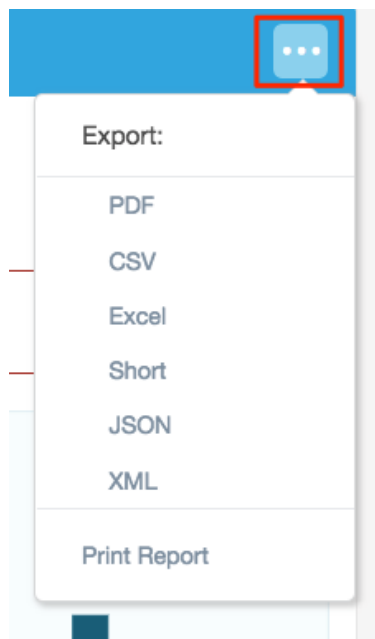 Export:
PDF
CSV
Excel
Short
JSON
XML
Print Report